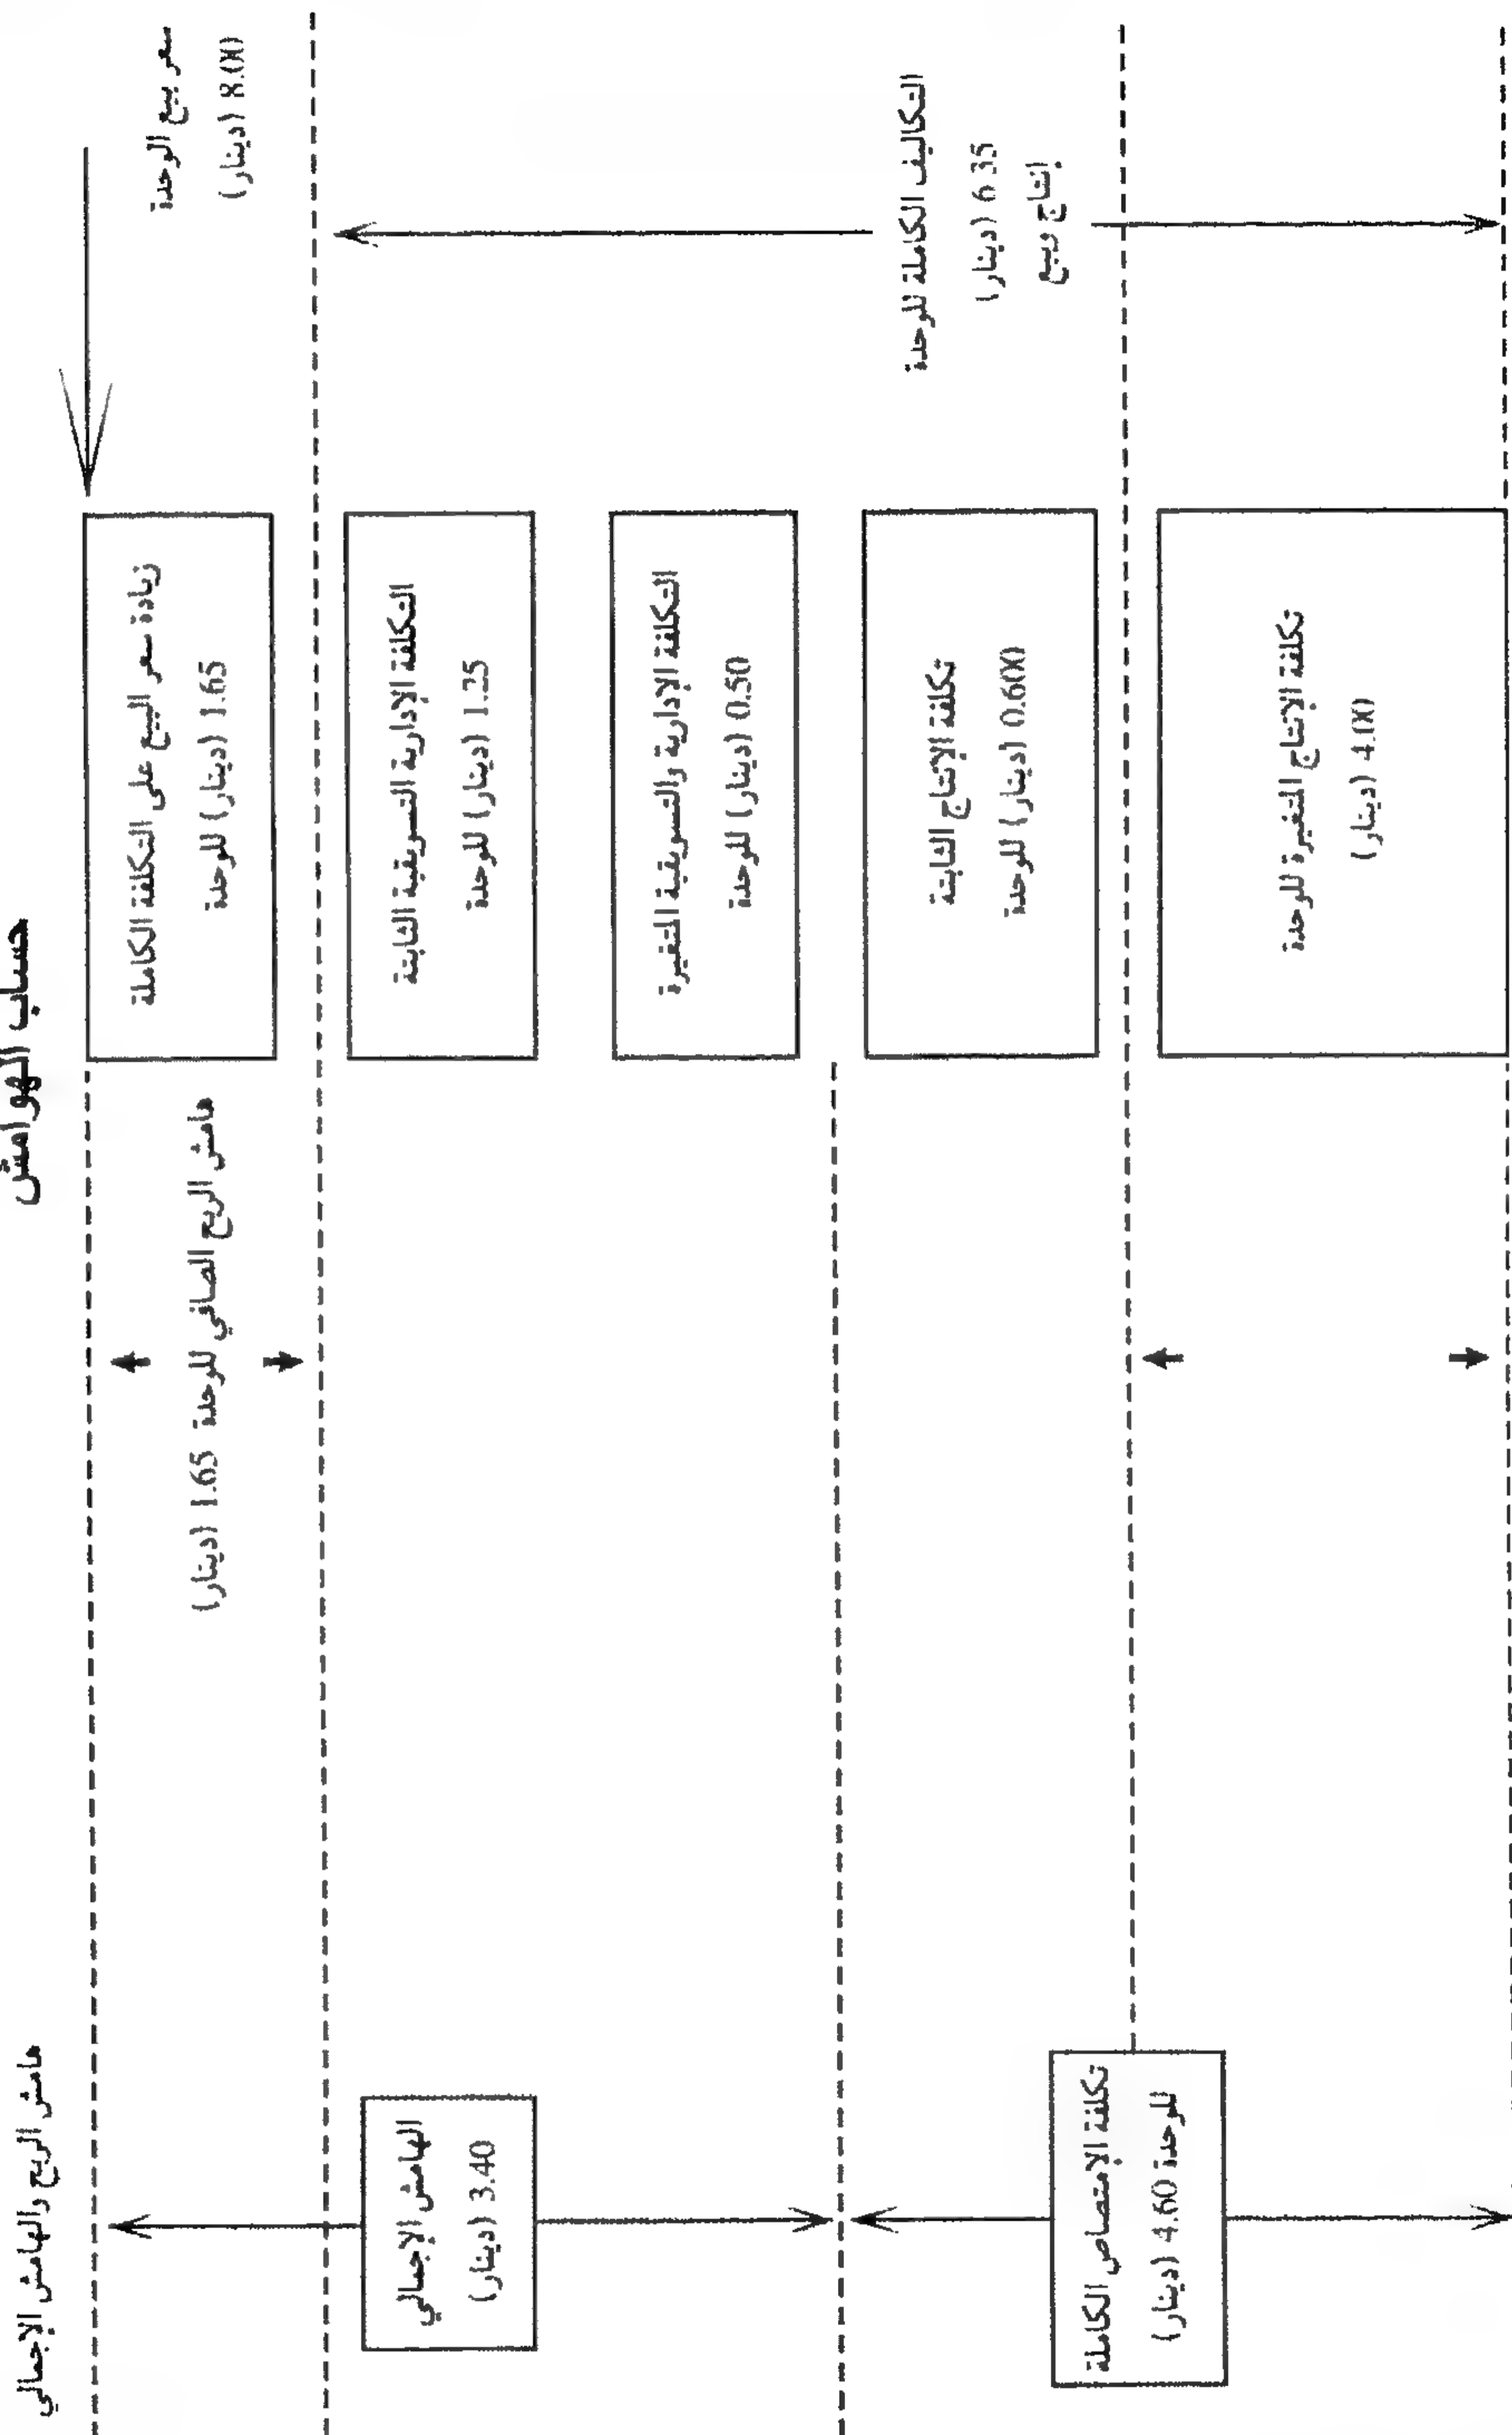 حساب الهوامش
هامش الربح والهامش الإجمالي
سعر بيع الوحدة
8.00 (دينار)
زيادة سعر البيع على التكلفة الكاملة
1.65 (دينار) للوحدة
هامش الربح الصافي للوحدة 1.65 (دينار)
التكلفة الإدارية التسويقية الثابتة
1.25 (دينار) للوحدة
الهامش الإجمالي
3.40 (دينار)
التكلفة الإدارية والتسويقية المتغيرة
0.50 (دينار) للوحدة
التكاليف الكاملة للوحدة
6.35 (دينار)
إنتاج وبيع
تكلفة الإنتاج الثابتة
0.600 (دينار) للوحدة
تكلفة الإمتصاص الكاملة
للوحدة 4.60 (دينار)
تكلفة الإنتاج المتغيرة للوحدة
4.00 (دينار)